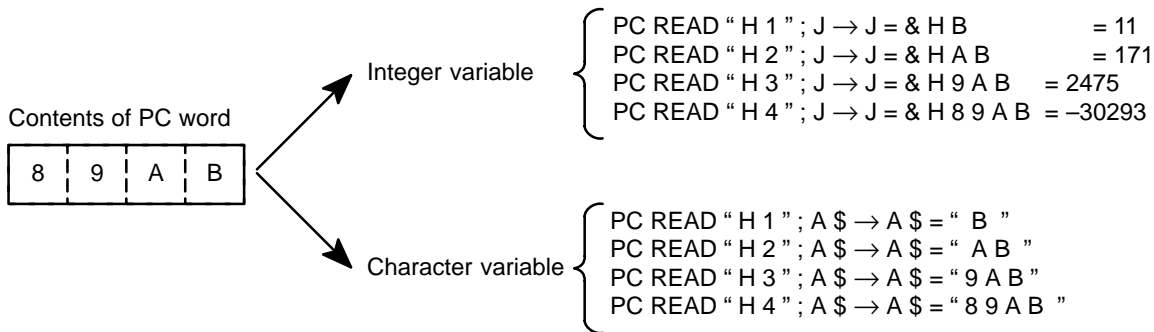 PC READ “ H 1 ” ; J → J = & H B = 11
PC READ “ H 2 ” ; J → J = & H A B = 171
PC READ “ H 3 ” ; J → J = & H 9 A B = 2475
PC READ “ H 4 ” ; J → J = & H 8 9 A B = –30293
Integer variable
Contents of PC word
8 9 A B
Character variable
PC READ “ H 1 ” ; A $ → A $ = “ B ”
PC READ “ H 2 ” ; A $ → A $ = “ A B ”
PC READ “ H 3 ” ; A $ → A $ = “ 9 A B ”
PC READ “ H 4 ” ; A $ → A $ = “ 8 9 A B ”